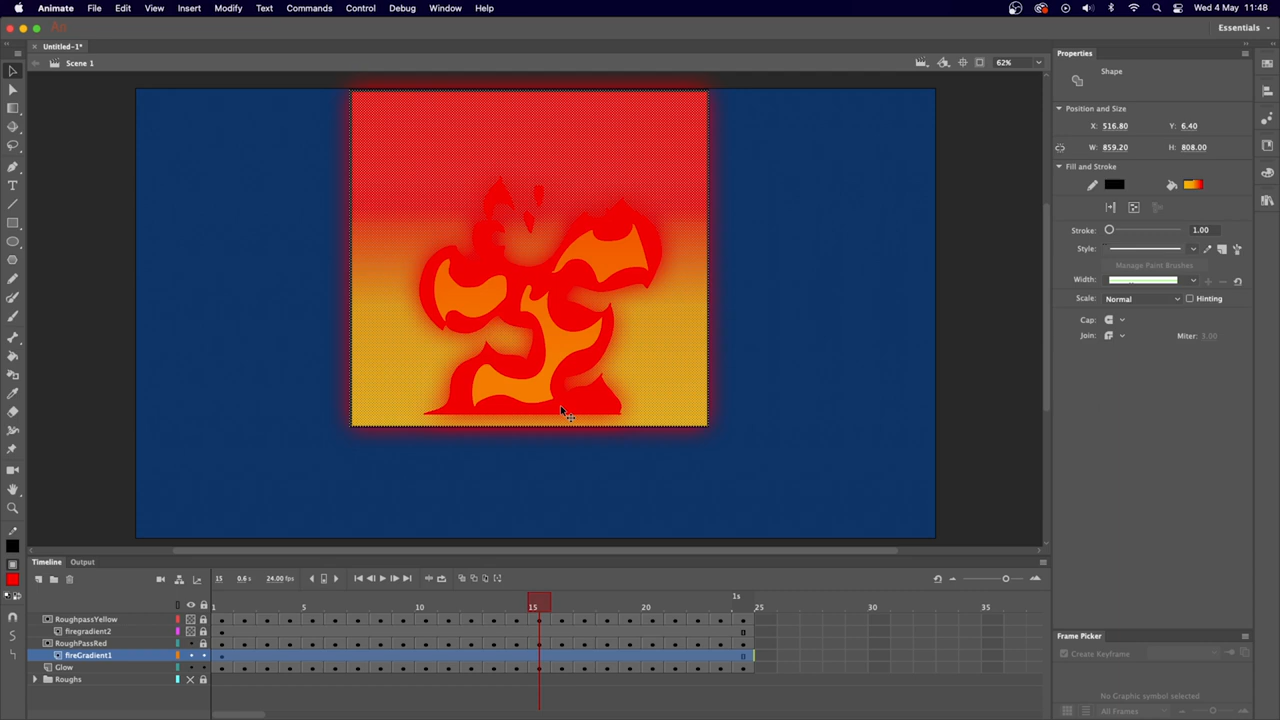 Animate File Edit View Insert Modify Text Commands Control Debug Window Help Wed 4 May 11:48
An Essentials
Untitled-1*
Scene 1 62%
Properties
Shape
Position and Size
X: 516.80 Y: 6.40
W: 859.20 H: 808.00
Fill and Stroke
Stroke: 1.00
Style:
Manage Paint Brushes
Width:
Scale: Normal Hinting
Cap:
Join: Miter: 3.00
Timeline Output
15 0.6 s 24.00 fps
1s
1 5 10 15 20 25 30 35
RoughpassYellow
firegradient2
RoughPassRed
fireGradient1
Glow
Roughs
Frame Picker
Create Keyframe
No Graphic symbol selected.
All Frames